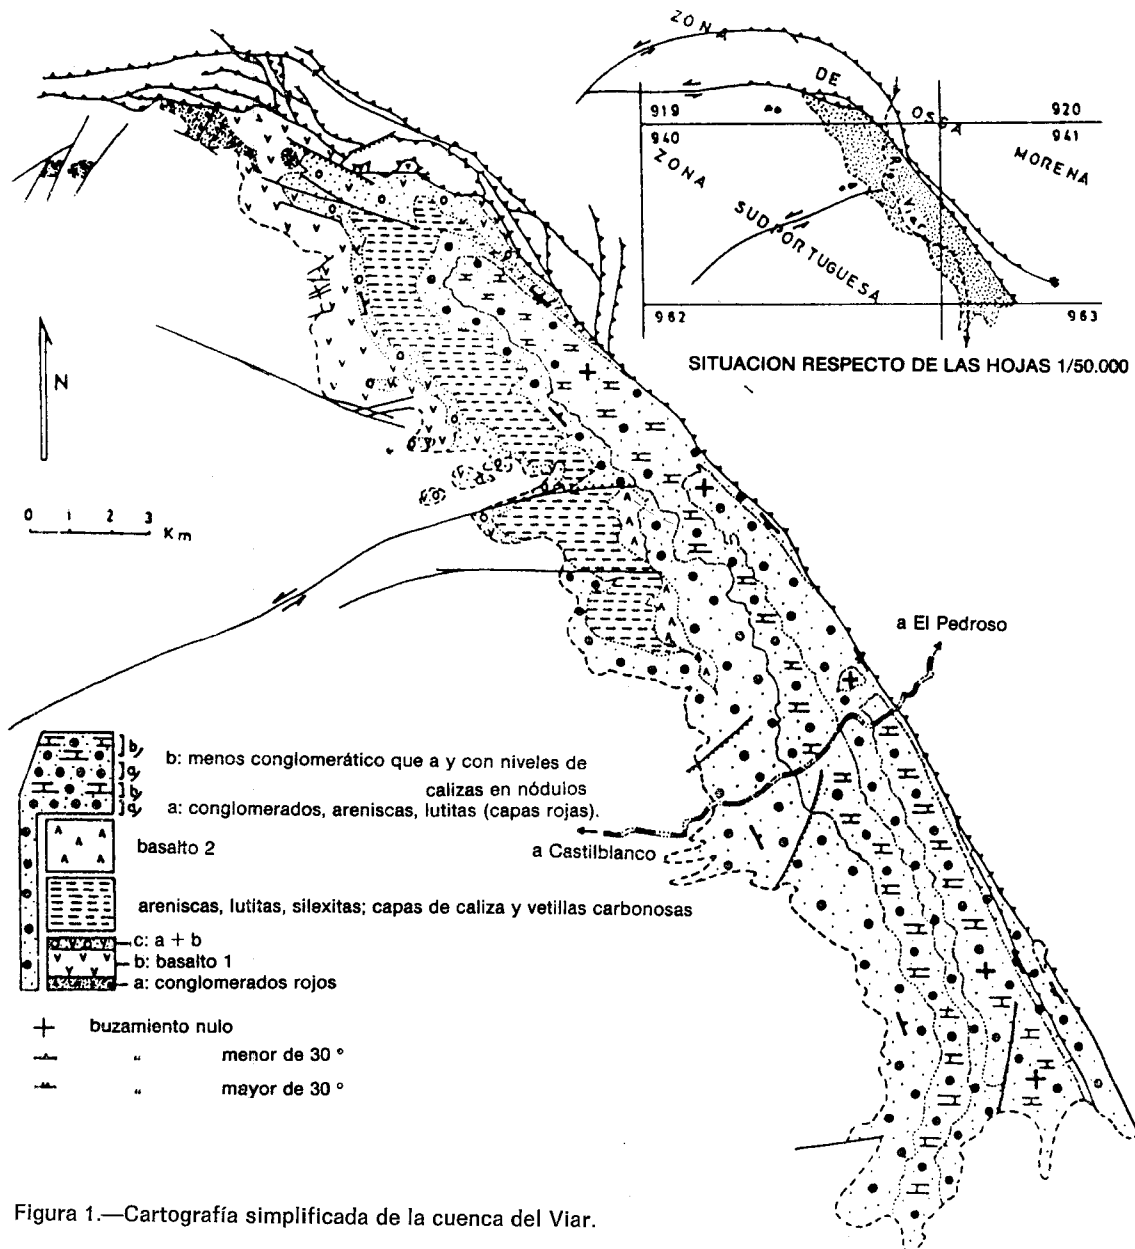 ZONA
DE
OSSA
MORENA
919
920
940
941
ZONA
SUDPORTUGUESA
962
963
SITUACION RESPECTO DE LAS HOJAS 1/50.000
N
0 1 2 3 Km
a El Pedroso
a Castilblanco
b
a
b
a
b: menos conglomerático que a y con niveles de
calizas en nódulos
a: conglomerados, areniscas, lutitas (capas rojas).
basalto 2
areniscas, lutitas, silexitas; capas de caliza y vetillas carbonosas
c: a + b
b: basalto 1
a: conglomerados rojos
buzamiento nulo
“ menor de 30 °
“ mayor de 30 °
Figura 1.—Cartografía simplificada de la cuenca del Viar.